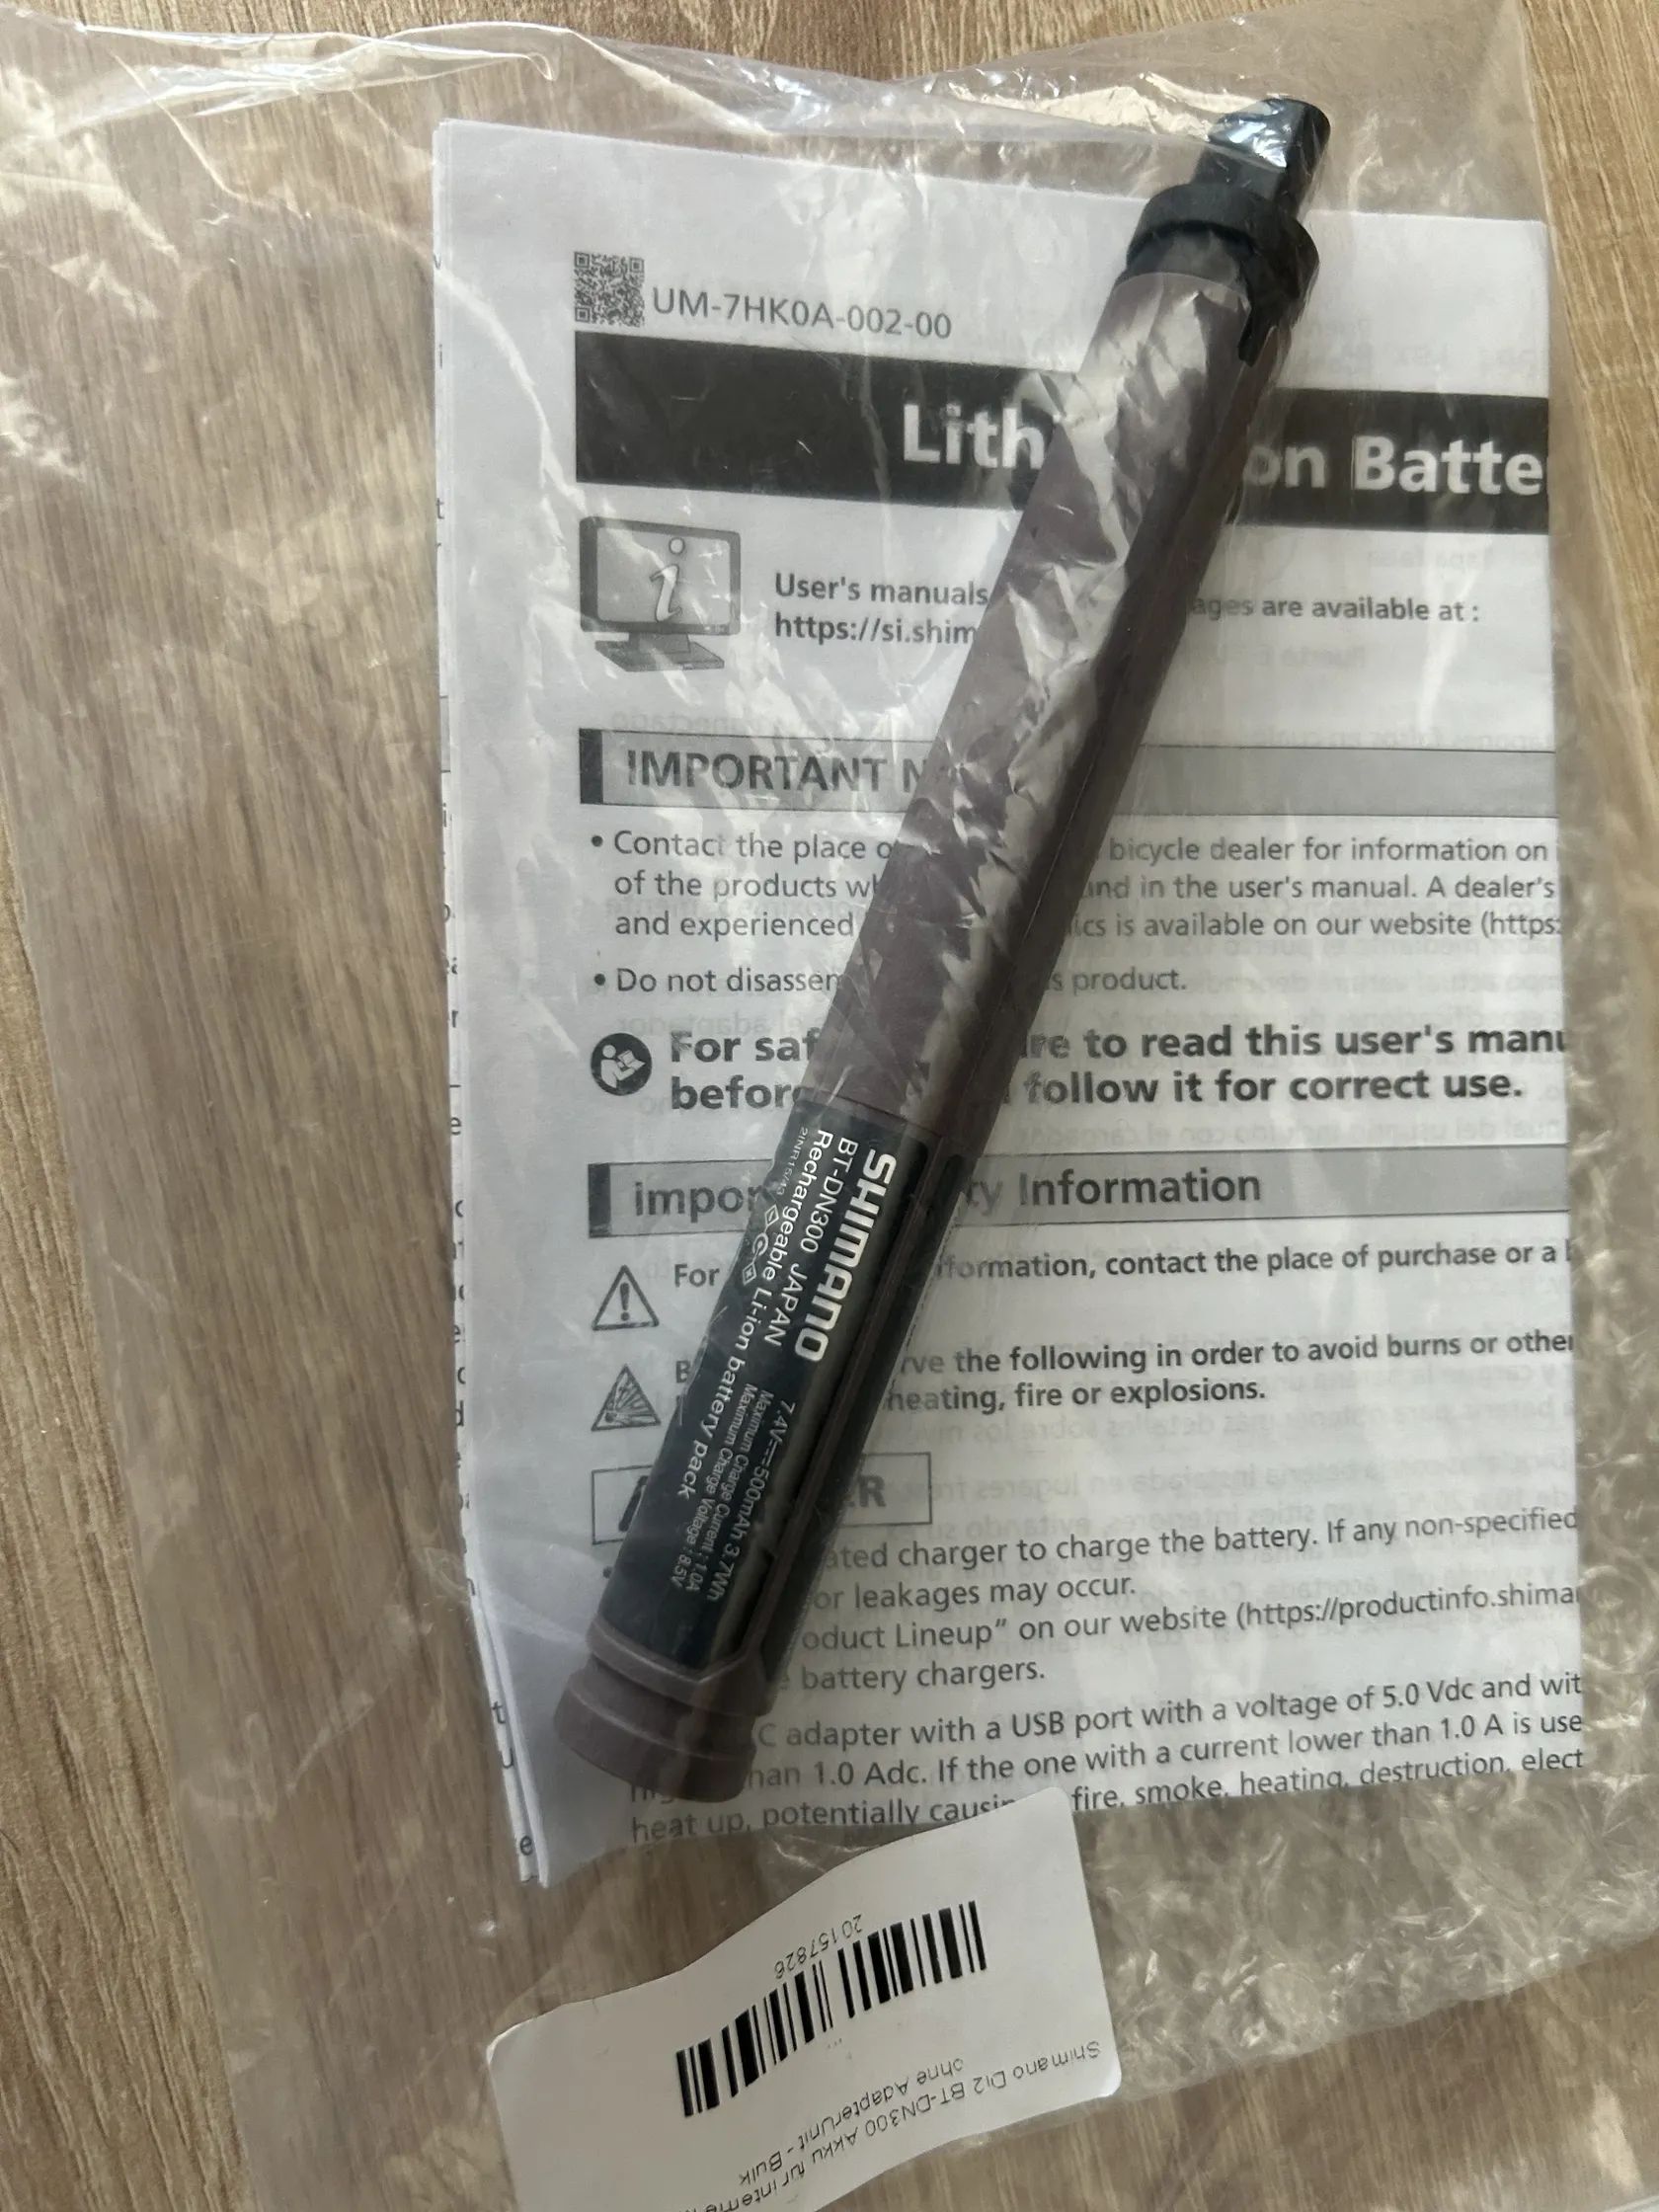 UM-7HK0A-002-00
Lith on Batte
User's manuals ages are available at :
https://si.shim
IMPORTANT N
• Contact the place o bicycle dealer for information on
of the products wh und in the user's manual. A dealer's
and experienced ics is available on our website (https:
• Do not disassem s product.
For saf re to read this user's manu
before follow it for correct use.
impor ty Information
For formation, contact the place of purchase or a
rve the following in order to avoid burns or other
heating, fire or explosions.
ER
ated charger to charge the battery. If any non-specified
or leakages may occur.
oduct Lineup” on our website (https://productinfo.shima
battery chargers.
C adapter with a USB port with a voltage of 5.0 Vdc and wit
han 1.0 Adc. If the one with a current lower than 1.0 A is use
heat up, potentially causin fire, smoke, heating, destruction, elect
SHIMANO
BT-DN300 JAPAN
Rechargeable Li-ion battery pack
7.4V⎓500mAh 3.7Wh
Maximum Charge Current : 1.0A
Maximum Charge Voltage : 8.5V
Shimano Di2 BT-DN300 Akku für interne
ohne AdapterUnit - Bulk
...
20157826